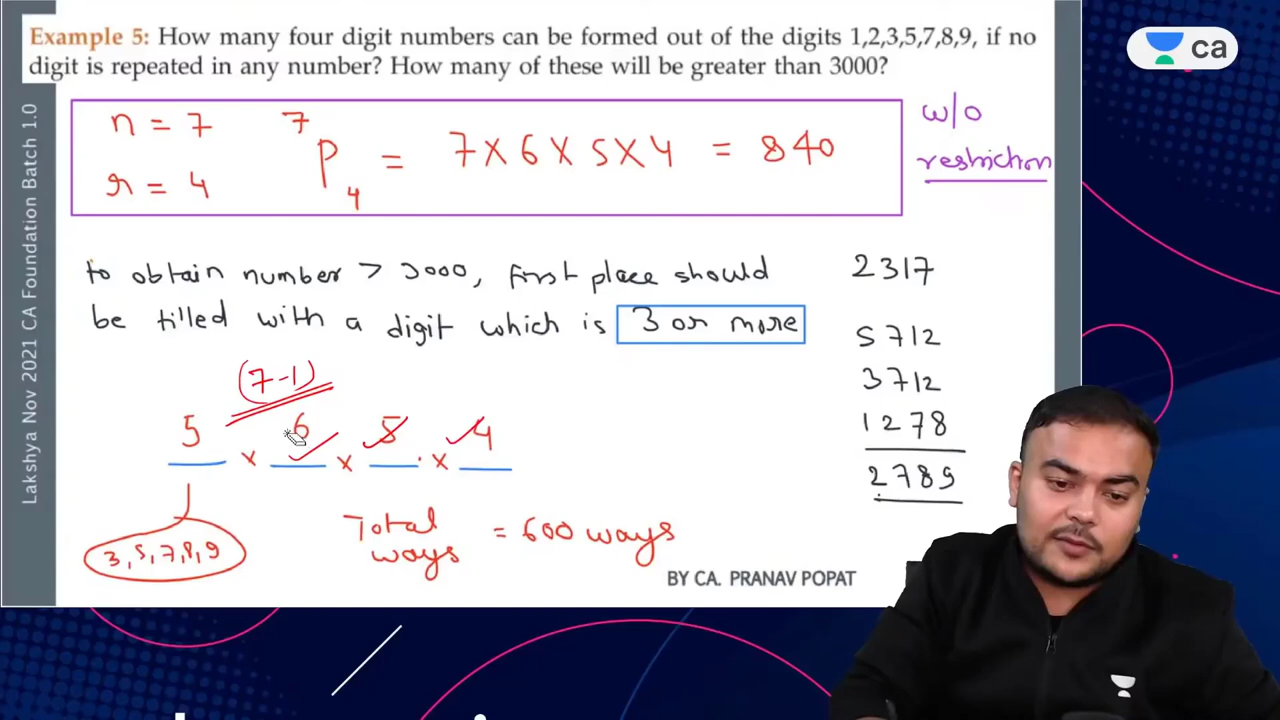 Example 5: How many four digit numbers can be formed out of the digits 1,2,3,5,7,8,9, if no
digit is repeated in any number? How many of these will be greater than 3000?
ca
Lakshya Nov 2021 CA Foundation Batch 1.0
n = 7
r = 4
7P4 = 7 X 6 X 5 X 4 = 840
w/o
restriction
to obtain number > 3000, first place should
be filled with a digit which is 3 or more
2317
5712
3712
1278
2789
(7-1)
5 x 6 x 5 x 4
3, 5, 7, 8, 9
Total ways = 600 ways
BY CA. PRANAV POPAT